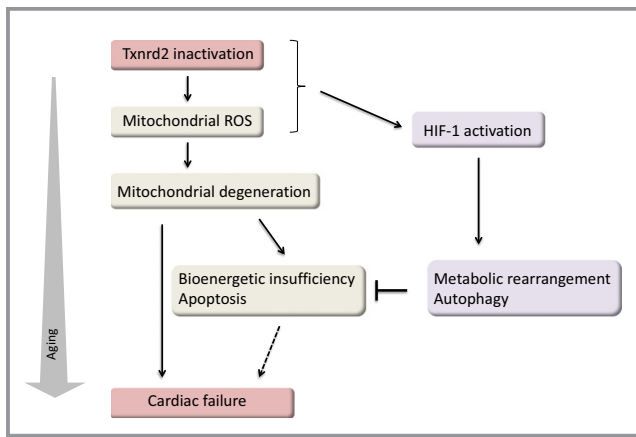 Txnrd2 inactivation
Mitochondrial ROS
HIF-1 activation
Mitochondrial degeneration
Bioenergetic insufficiency
Apoptosis
Metabolic rearrangement
Autophagy
Aging
Cardiac failure